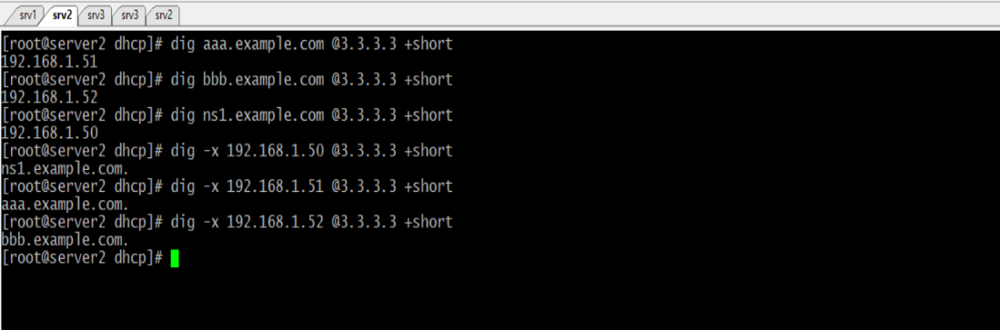 srv1 srv2 srv3 srv3 srv2
[root@server2 dhcp]# dig aaa.example.com @3.3.3.3 +short
192.168.1.51
[root@server2 dhcp]# dig bbb.example.com @3.3.3.3 +short
192.168.1.52
[root@server2 dhcp]# dig ns1.example.com @3.3.3.3 +short
192.168.1.50
[root@server2 dhcp]# dig -x 192.168.1.50 @3.3.3.3 +short
ns1.example.com.
[root@server2 dhcp]# dig -x 192.168.1.51 @3.3.3.3 +short
aaa.example.com.
[root@server2 dhcp]# dig -x 192.168.1.52 @3.3.3.3 +short
bbb.example.com.
[root@server2 dhcp]#